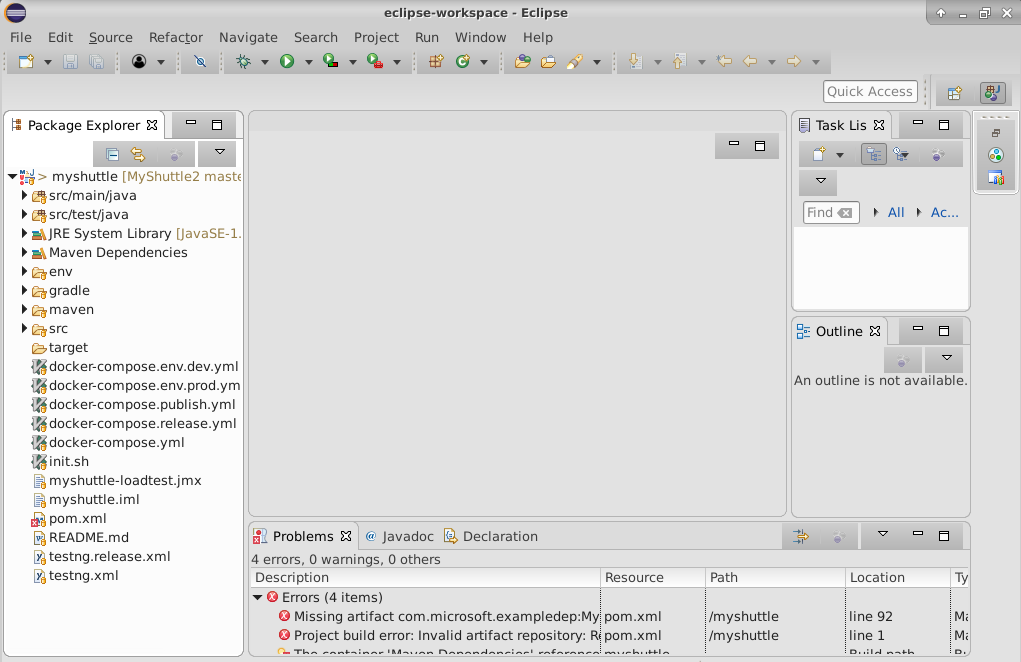 eclipse-workspace - Eclipse
File Edit Source Refactor Navigate Search Project Run Window Help
Quick Access
Package Explorer
> myshuttle [MyShuttle2 maste
src/main/java
src/test/java
JRE System Library [JavaSE-1.
Maven Dependencies
env
gradle
maven
src
target
docker-compose.env.dev.yml
docker-compose.env.prod.ym
docker-compose.publish.yml
docker-compose.release.yml
docker-compose.yml
init.sh
myshuttle-loadtest.jmx
myshuttle.iml
pom.xml
README.md
testng.release.xml
testng.xml
Task Lis
Find All Ac...
Outline
An outline is not available.
Problems @ Javadoc Declaration
4 errors, 0 warnings, 0 others
Description Resource Path Location Ty
Errors (4 items)
Missing artifact com.microsoft.exampledep:My pom.xml /myshuttle line 92 Ma
Project build error: Invalid artifact repository: Re pom.xml /myshuttle line 1 Ma
The container 'Maven Dependencies' reference myshuttle Build path